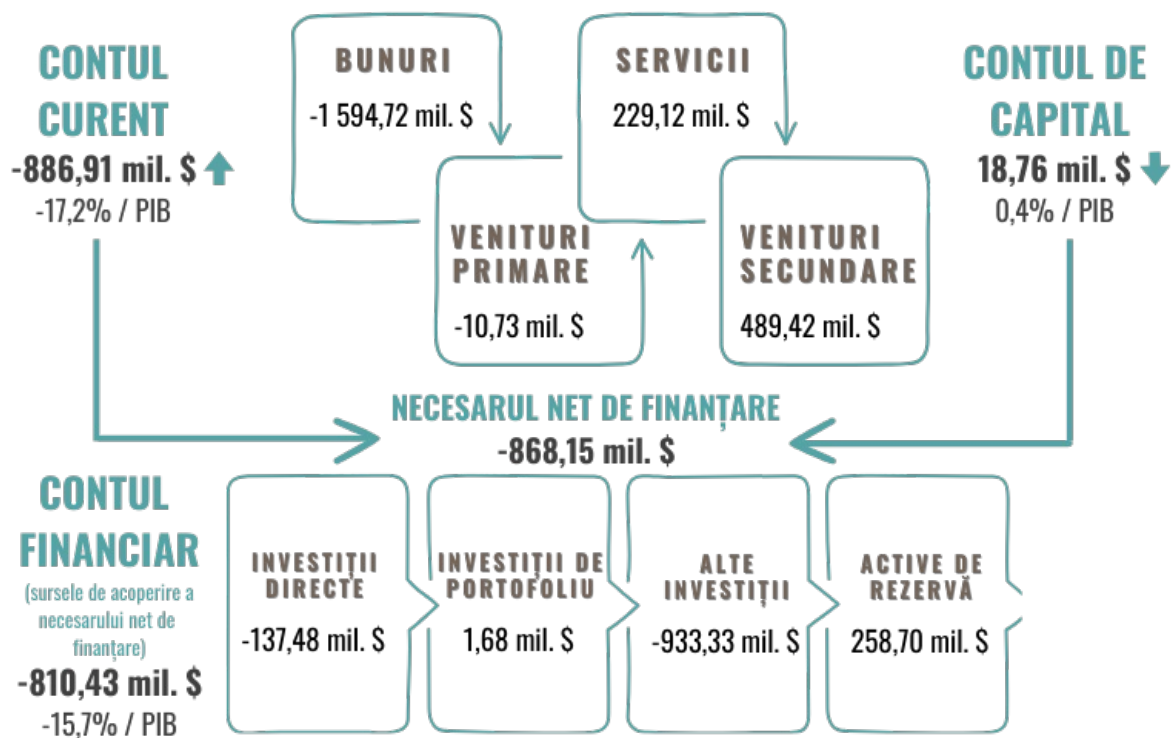 CONTUL
CURENT
-886,91 mil. $
-17,2% / PIB
BUNURI
-1 594,72 mil. $
SERVICII
229,12 mil. $
VENITURI
PRIMARE
-10,73 mil. $
VENITURI
SECUNDARE
489,42 mil. $
CONTUL DE
CAPITAL
18,76 mil. $
0,4% / PIB
NECESARUL NET DE FINANȚARE
-868,15 mil. $
CONTUL
FINANCIAR
(sursele de acoperire a
necesarului net de
finanțare)
-810,43 mil. $
-15,7% / PIB
INVESTIȚII
DIRECTE
-137,48 mil. $
INVESTIȚII DE
PORTOFOLIU
1,68 mil. $
ALTE
INVESTIȚII
-933,33 mil. $
ACTIVE DE
REZERVĂ
258,70 mil. $